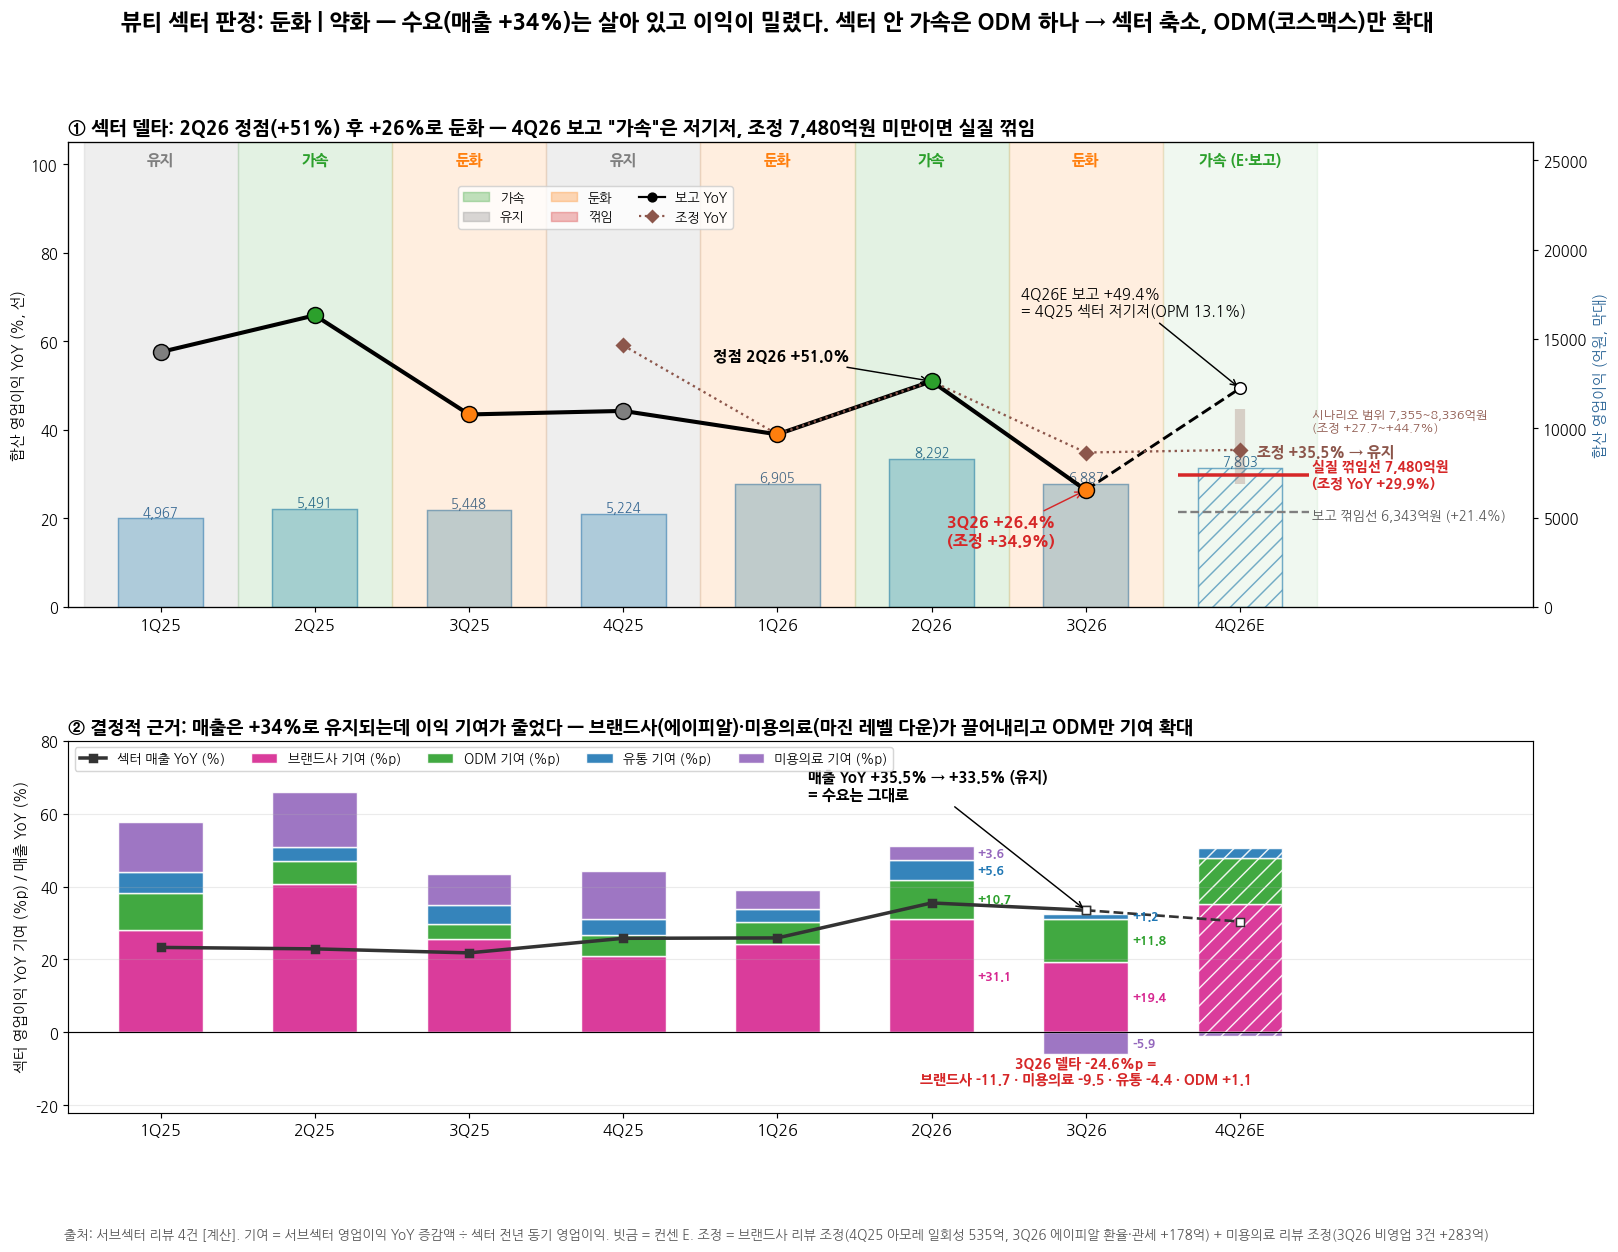 뷰티 섹터 판정: 둔화 | 약화 — 수요(매출 +34%)는 살아 있고 이익이 밀렸다. 섹터 안 가속은 ODM 하나 → 섹터 축소, ODM(코스맥스)만 확대
① 섹터 델타: 2Q26 정점(+51%) 후 +26%로 둔화 — 4Q26 보고 "가속"은 저기저, 조정 7,480억원 미만이면 실질 꺾임
유지 가속 둔화 유지 둔화 가속 둔화 가속 (E·보고)
가속 둔화 보고 YoY
유지 꺾임 조정 YoY
합산 영업이익 YoY (%, 선)
100
80
60
40
20
0
25000
20000
15000
10000
5000
0
4Q26E 보고 +49.4%
= 4Q25 섹터 저기저(OPM 13.1%)
정점 2Q26 +51.0%
시나리오 범위 7,355~8,336억원
(조정 +27.7~+44.7%)
조정 +35.5% → 유지
실질 꺾임선 7,480억원
(조정 YoY +29.9%)
보고 꺾임선 6,343억원 (+21.4%)
3Q26 +26.4%
(조정 +34.9%)
4,967 5,491 5,448 5,224 6,905 8,292 6,887 7,803
1Q25 2Q25 3Q25 4Q25 1Q26 2Q26 3Q26 4Q26E
② 결정적 근거: 매출은 +34%로 유지되는데 이익 기여가 줄었다 — 브랜드사(에이피알)·미용의료(마진 레벨 다운)가 끌어내리고 ODM만 기여 확대
섹터 매출 YoY (%) 브랜드사 기여 (%p) ODM 기여 (%p) 유통 기여 (%p) 미용의료 기여 (%p)
섹터 영업이익 YoY 기여 (%p) / 매출 YoY (%)
80
60
40
20
0
-20
매출 YoY +35.5% → +33.5% (유지)
= 수요는 그대로
+3.6
+5.6
+10.7
+31.1
+1.2
+11.8
+19.4
-5.9
3Q26 델타 -24.6%p =
브랜드사 -11.7 · 미용의료 -9.5 · 유통 -4.4 · ODM +1.1
1Q25 2Q25 3Q25 4Q25 1Q26 2Q26 3Q26 4Q26E
출처: 서브섹터 리뷰 4건 [계산]. 기여 = 서브섹터 영업이익 YoY 증감액 ÷ 섹터 전년 동기 영업이익. 빗금 = 컨센 E. 조정 = 브랜드사 리뷰 조정(4Q25 아모레 일회성 535억, 3Q26 에이피알 환율·관세 +178억) + 미용의료 리뷰 조정(3Q26 비영업 3건 +283억)